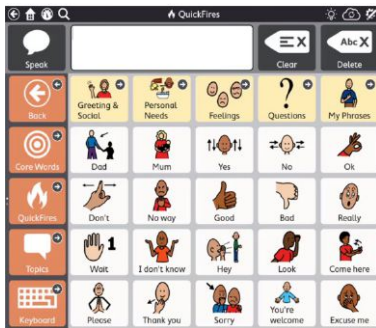 QuickFires
Speak
Clear
Abc X
Delete
Back
Greeting &
Social
Personal
Needs
Feelings
Questions
My Phrases
Core Words
Dad
Mum
Yes
No
Ok
QuickFires
Don't
No way
Good
Bad
Really
Topics
1
Wait
I don't know
Hey
Look
Come here
Keyboard
Please
Thank you
Sorry
You're
welcome
Excuse me